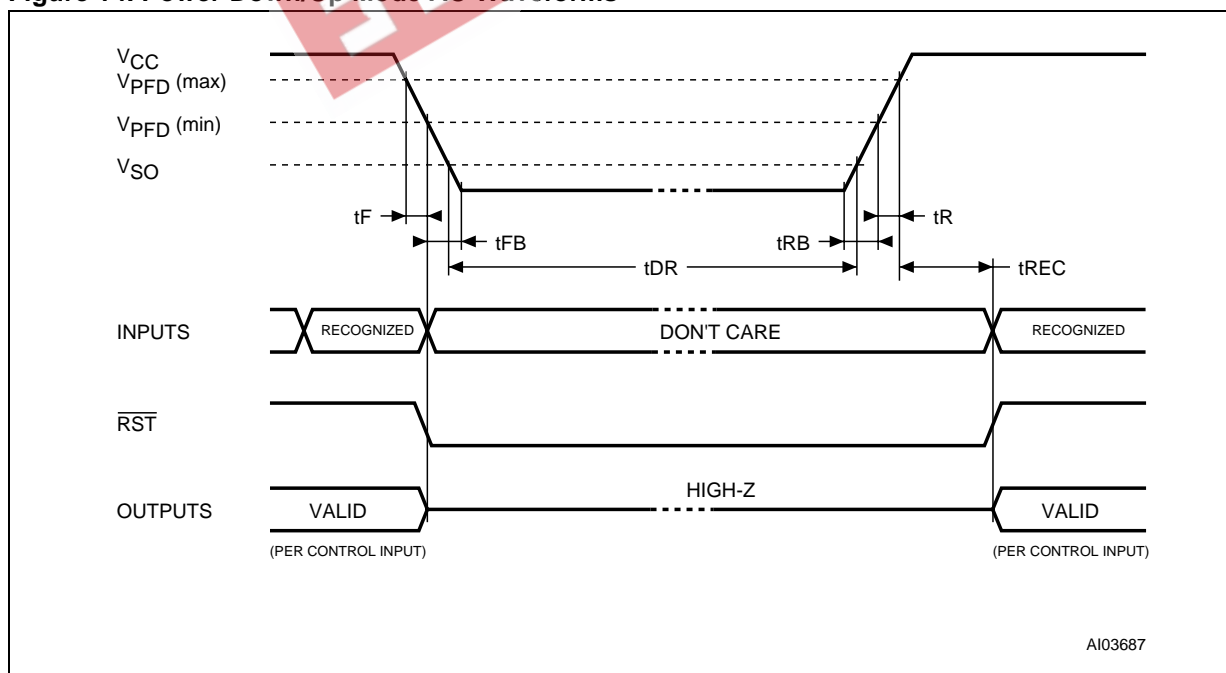 VCC
VPFD (max)
VPFD (min)
VSO
tF
tFB
tDR
tRB
tR
tREC
INPUTS
RECOGNIZED
DON'T CARE
RECOGNIZED
RST
HIGH-Z
OUTPUTS
VALID
VALID
(PER CONTROL INPUT)
(PER CONTROL INPUT)
AI03687